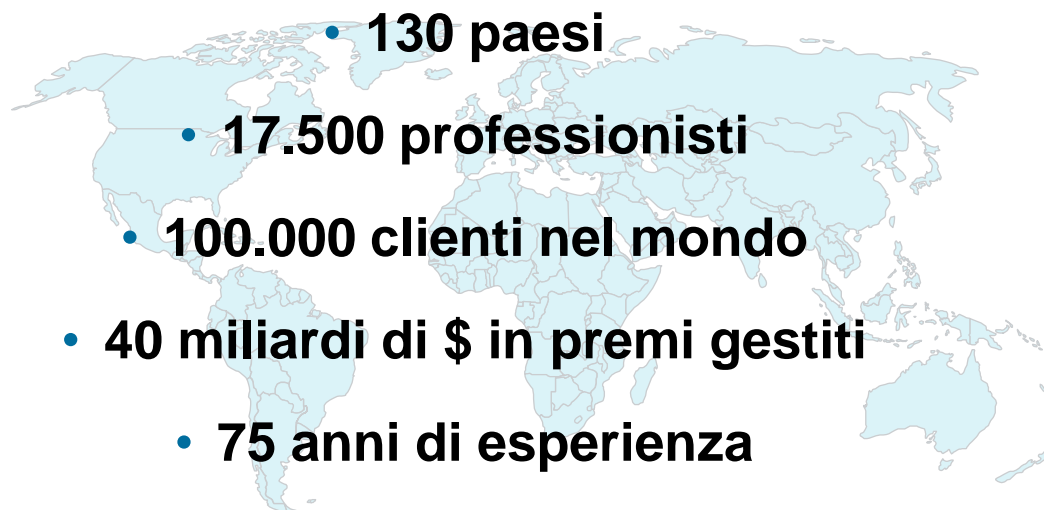 • 130 paesi
• 17.500 professionisti
• 100.000 clienti nel mondo
• 40 miliardi di $ in premi gestiti
• 75 anni di esperienza